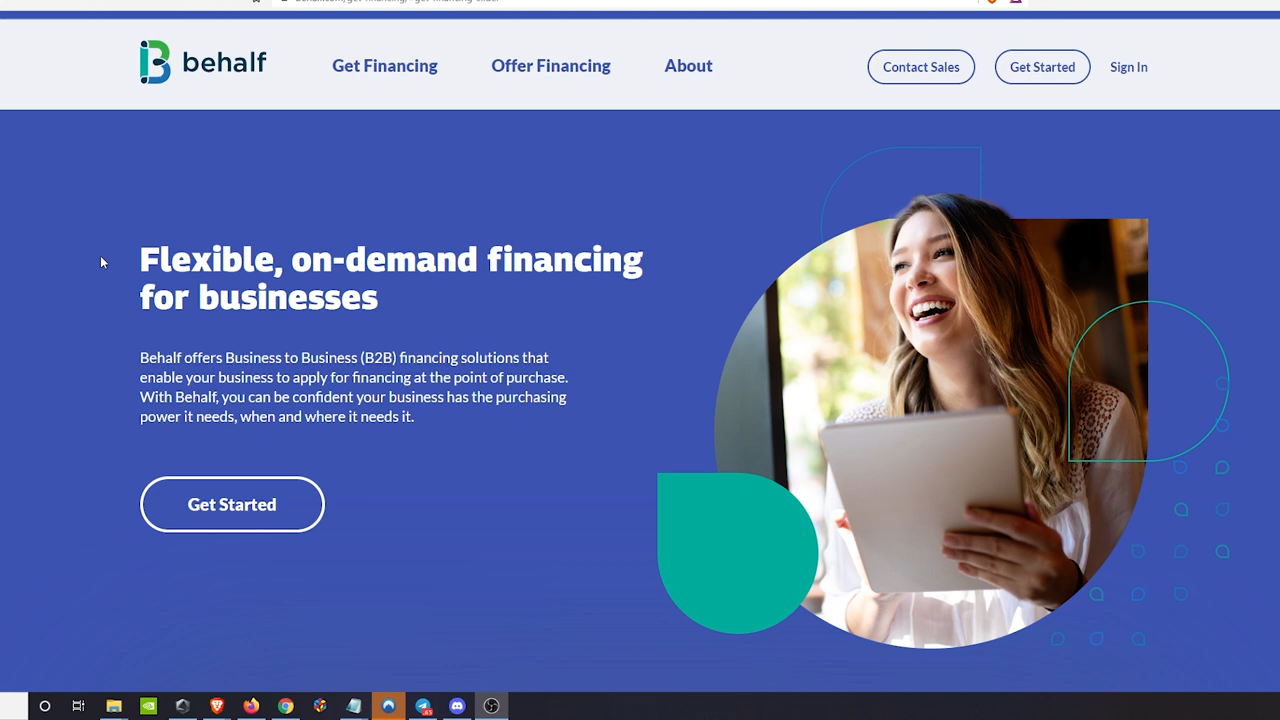 behalf
Get Financing
Offer Financing
About
Contact Sales
Get Started
Sign In
Flexible, on-demand financing
for businesses
Behalf offers Business to Business (B2B) financing solutions that
enable your business to apply for financing at the point of purchase.
With Behalf, you can be confident your business has the purchasing
power it needs, when and where it needs it.
Get Started